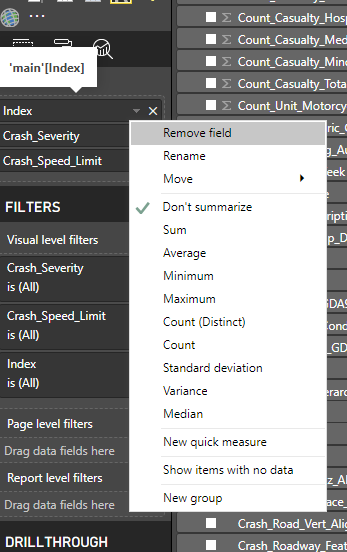 'main'[Index]
Index
Crash_Severity
Crash_Speed_Limit
FILTERS
Visual level filters
Crash_Severity
is (All)
Crash_Speed_Limit
is (All)
Index
is (All)
Page level filters
Drag data fields here
Report level filters
Drag data fields here
DRILLTHROUGH
Remove field
Rename
Move
Don't summarize
Sum
Average
Minimum
Maximum
Count (Distinct)
Count
Standard deviation
Variance
Median
New quick measure
Show items with no data
New group
Count_Casualty_Hosp
Count_Casualty_Med
Count_Casualty_Mino
Count_Casualty_Tota
Count_Unit_Motorcy
Crash_Road_Vert_Alig
Crash_Roadway_Feat